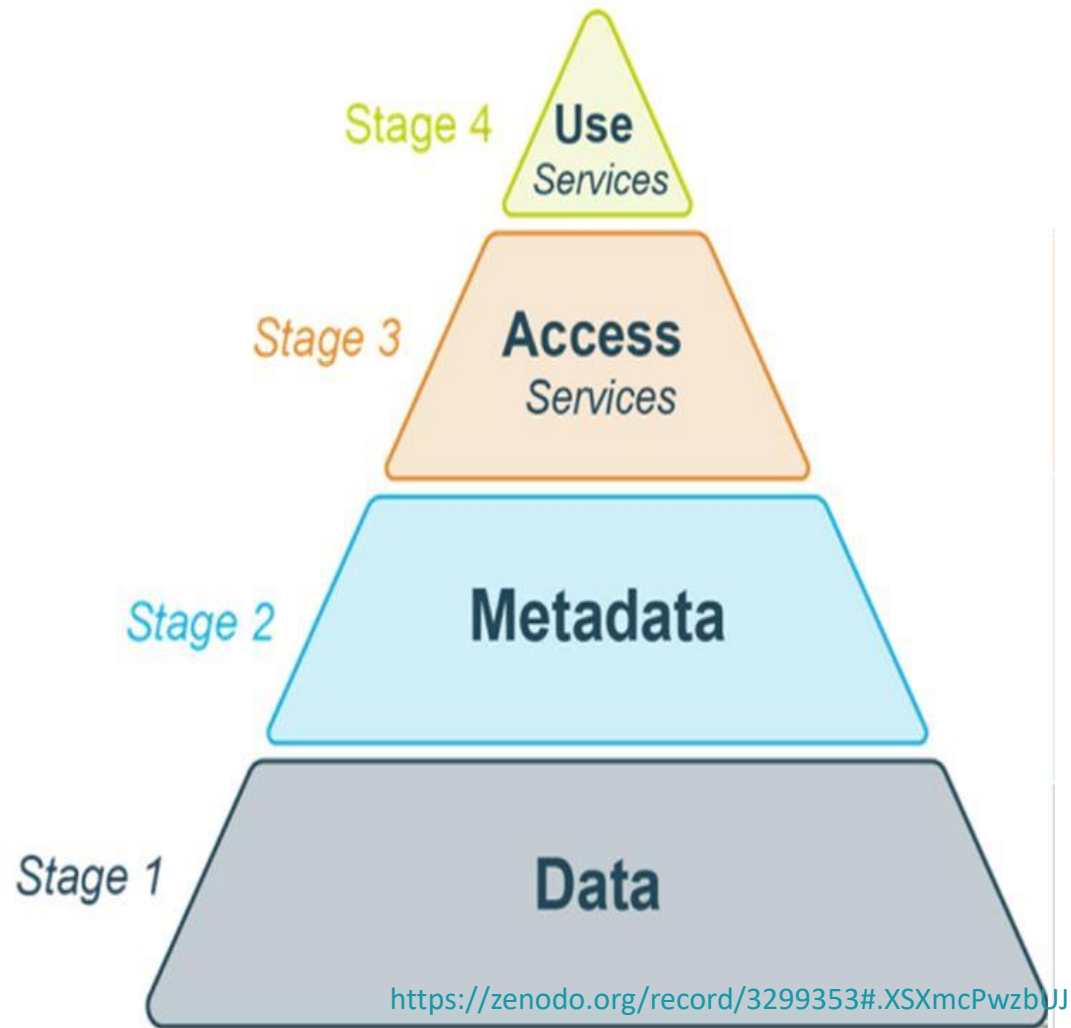 Stage 4
Use
Services
Stage 3
Access
Services
Stage 2
Metadata
Stage 1
Data
https://zenodo.org/record/3299353#.XSXmcPwzbUJ